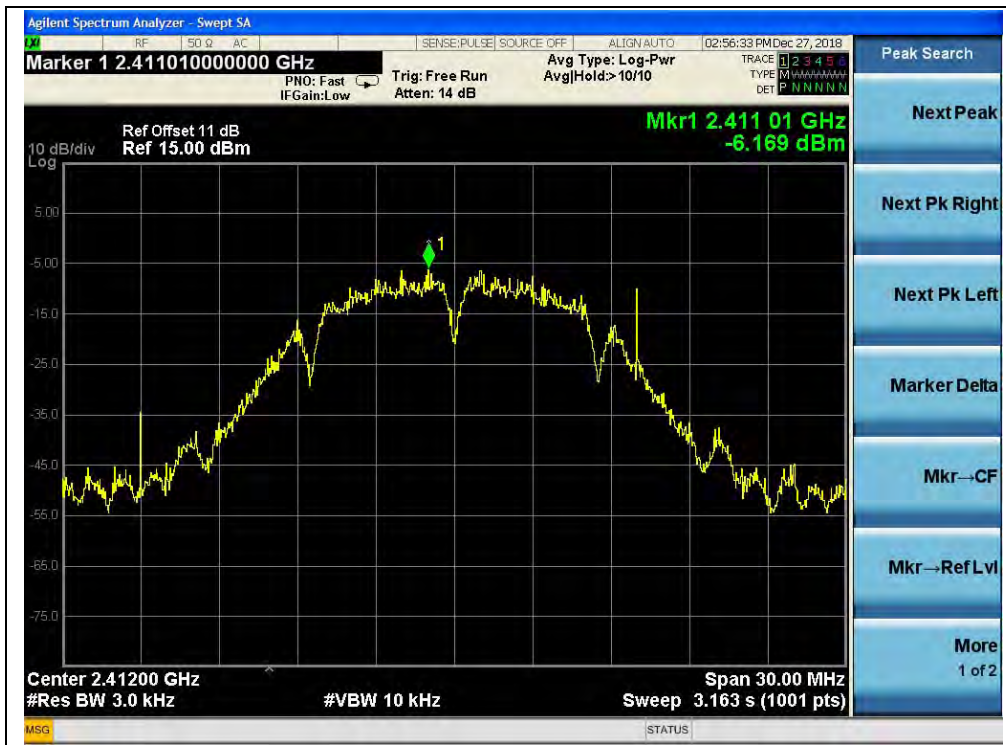 Agilent Spectrum Analyzer - Swept SA
LXI RF 50 Ω AC SENSE:PULSE SOURCE OFF ALIGN AUTO 02:56:33 PM Dec 27, 2018
Marker 1 2.411010000000 GHz
PNO: Fast
IFGain:Low
Trig: Free Run
Atten: 14 dB
Avg Type: Log-Pwr
Avg|Hold:>10/10
TRACE 1 2 3 4 5 6
TYPE M
DET P N N N N N
Peak Search
Next Peak
Next Pk Right
Next Pk Left
Marker Delta
Mkr→CF
Mkr→Ref Lvl
More
1 of 2
Mkr1 2.411 01 GHz
-6.169 dBm
Ref Offset 11 dB
10 dB/div Ref 15.00 dBm
Log
1
5.00
-5.00
-15.0
-25.0
-35.0
-45.0
-55.0
-65.0
-75.0
Center 2.41200 GHz Span 30.00 MHz
#Res BW 3.0 kHz #VBW 10 kHz Sweep 3.163 s (1001 pts)
MSG STATUS